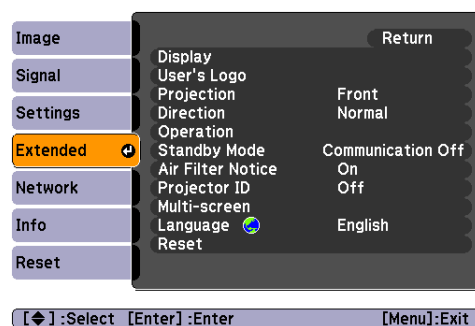 Image
Signal
Settings
Extended
Network
Info
Reset
Return
Display
User's Logo
Projection Front
Direction Normal
Operation
Standby Mode Communication Off
Air Filter Notice On
Projector ID Off
Multi-screen
Language English
Reset
[◆] :Select [Enter] :Enter [Menu]:Exit